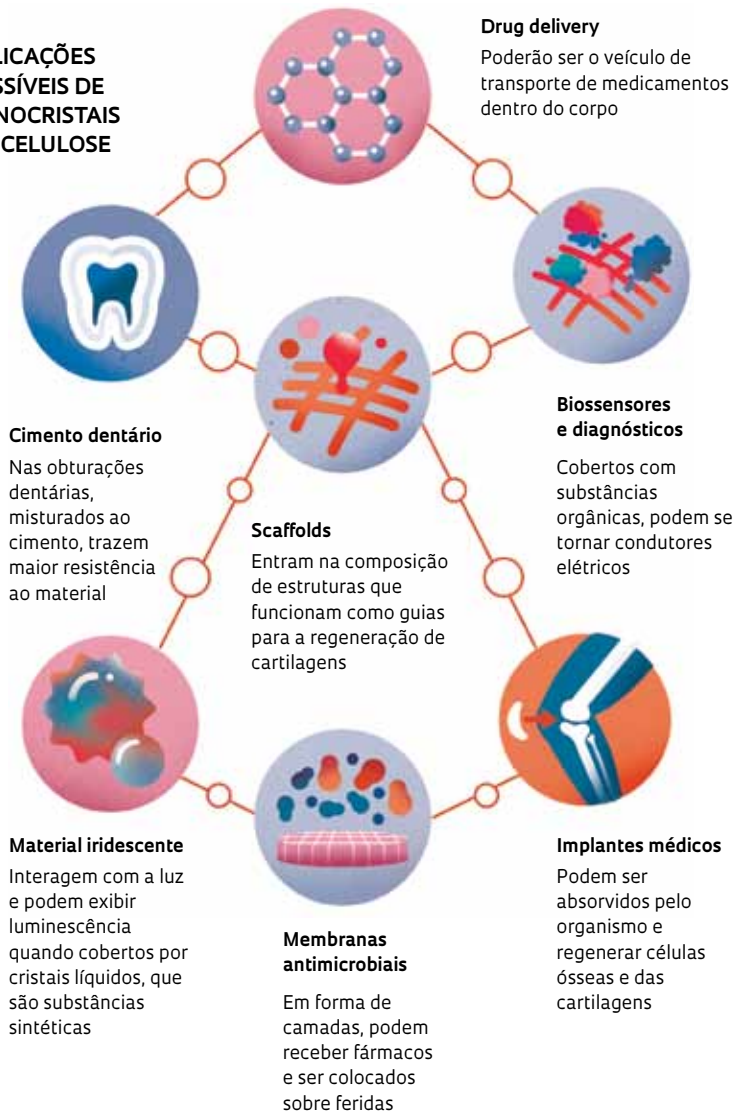 LICAÇÕES
SSÍVEIS DE
NOCRISTAIS
CELULOSE
Drug delivery
Poderão ser o veículo de
transporte de medicamentos
dentro do corpo
Cimento dentário
Nas obturações
dentárias,
misturados ao
cimento, trazem
maior resistência
ao material
Scaffolds
Entram na composição
de estruturas que
funcionam como guias
para a regeneração de
cartilagens
Biossensores
e diagnósticos
Cobertos com
substâncias
orgânicas, podem se
tornar condutores
elétricos
Material iridescente
Interagem com a luz
e podem exibir
luminescência
quando cobertos por
cristais líquidos, que
são substâncias
sintéticas
Membranas
antimicrobiais
Em forma de
camadas, podem
receber fármacos
e ser colocados
sobre feridas
Implantes médicos
Podem ser
absorvidos pelo
organismo e
regenerar células
ósseas e das
cartilagens